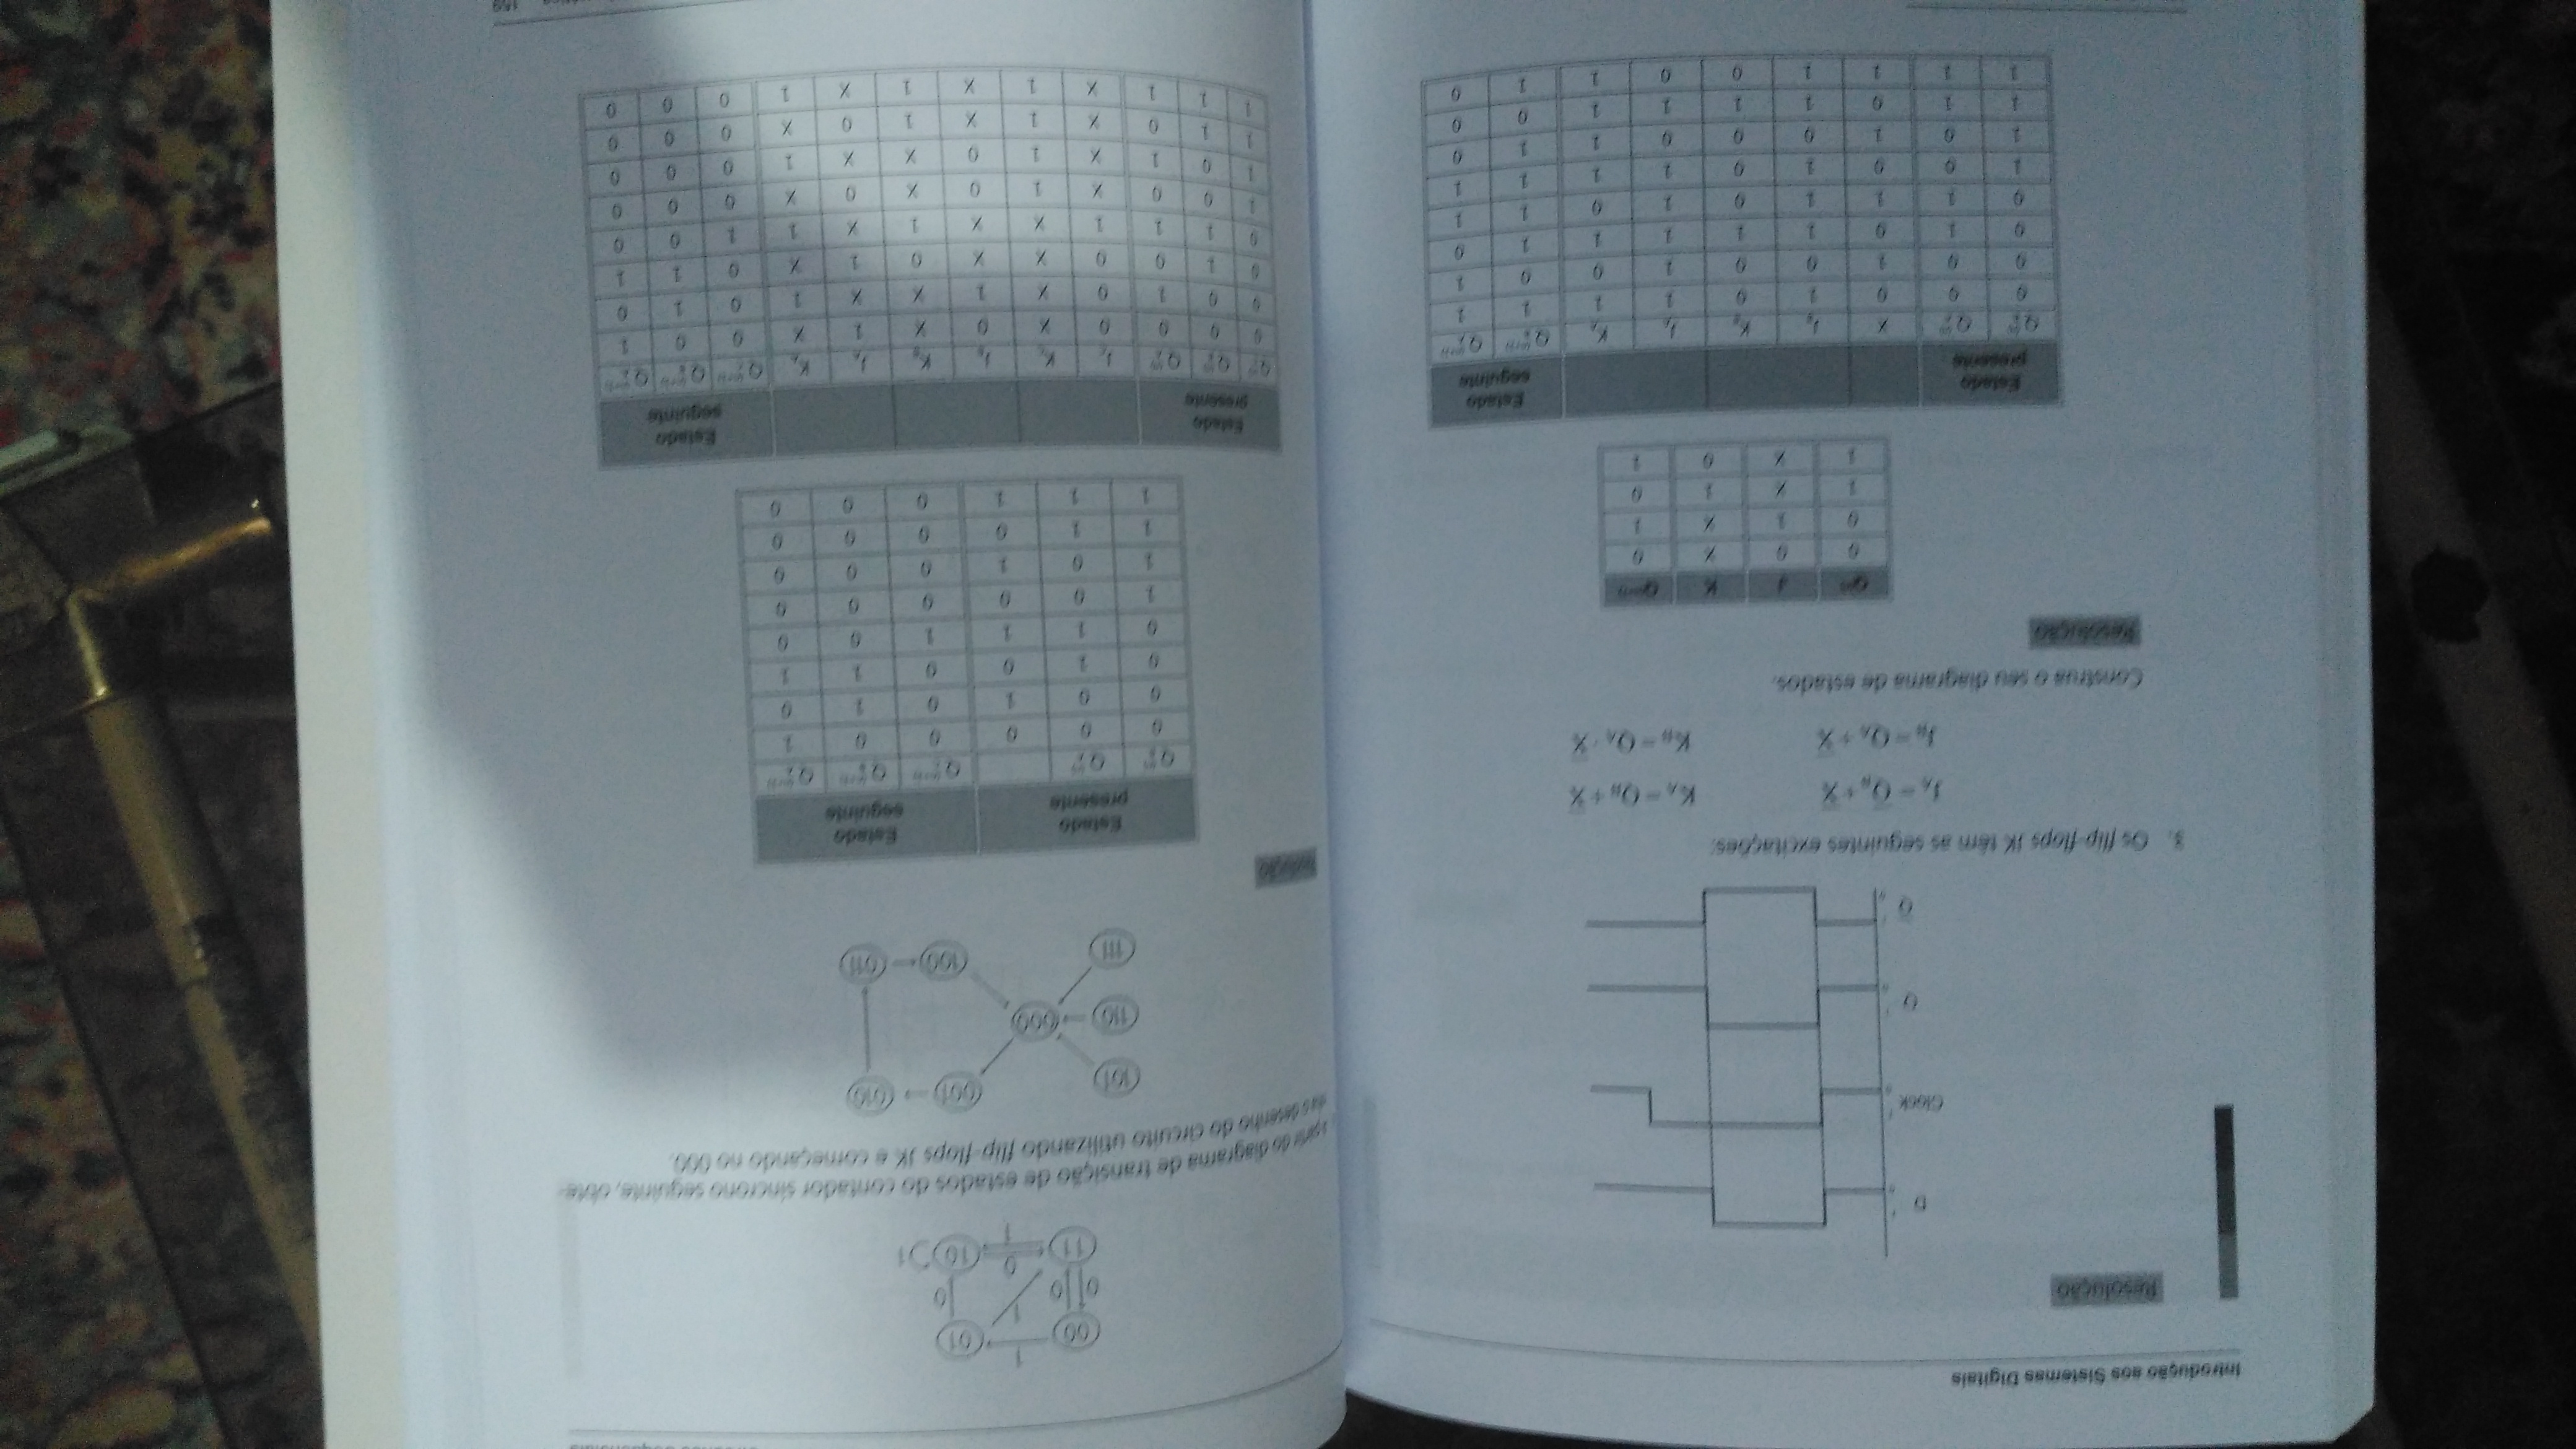 Introdução aos Sistemas Digitais
Resolução
D
Clock
Q
Q̅
3. Os flip-flops JK têm as seguintes excitações:
J_A = Q̅_B + X̅ K_A = Q_B + X̅
J_B = Q_A + X̅ K_B = Q_A · X̅
Construa o seu diagrama de estados.
Resolução
Q(n) J K Q(n+1)
0 0 X 0
0 1 X 1
1 X 1 0
1 X 0 1
Estado presente Estado seguinte
Q_B(n) Q_A(n) X J_B K_B J_A K_A Q_B(n+1) Q_A(n+1)
0 0 0 1 0 1 1 1 1
0 0 1 0 0 1 0 0 1
0 1 0 1 1 1 1 1 0
0 1 1 1 0 1 0 1 1
1 0 0 1 0 1 1 1 1
1 0 1 0 0 0 1 1 0
1 1 0 1 1 1 1 0 0
1 1 1 1 0 0 1 1 0
00 1 01
0 0 1 0
11 0 10 1
1
partir do diagrama de transição de estados do contador síncrono seguinte, obte-
desenho do circuito utilizando flip-flops JK e começando no 000.
101 001 010
110 000
111 100 011
Estado presente Estado seguinte
Q_B(n) Q_A(n) Q_C(n+1) Q_B(n+1) Q_A(n+1)
0 0 0 0 0 1
0 0 1 0 1 0
0 1 0 0 1 1
0 1 1 1 0 0
1 0 0 0 0 0
1 0 1 0 0 0
1 1 0 0 0 0
1 1 1 0 0 0
Estado presente Estado seguinte
Q_C(n) Q_B(n) Q_A(n) J_C K_C J_B K_B J_A K_A Q_C(n+1) Q_B(n+1) Q_A(n+1)
0 0 0 0 X 0 X 1 X 0 0 1
0 0 1 0 X 1 X X 1 0 1 0
0 1 0 0 X X 0 1 X 0 1 1
0 1 1 1 X X 1 X 1 1 0 0
1 0 0 X 1 0 X 0 X 0 0 0
1 0 1 X 1 0 X X 1 0 0 0
1 1 0 X 1 X 1 0 X 0 0 0
1 1 1 X 1 X 1 X 1 0 0 0
159